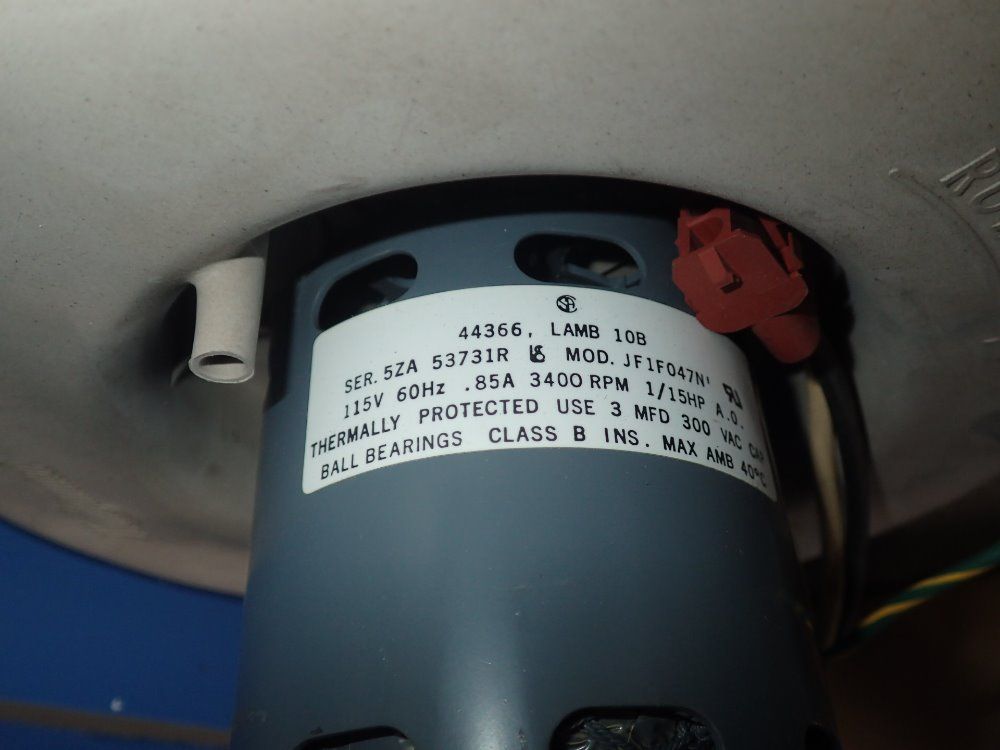 44366, LAMB 10B
SER. 5ZA 53731R MOD. JF1F047N
115V 60Hz .85A 3400 RPM 1/15HP A.O.
THERMALLY PROTECTED USE 3 MFD 300 VAC CAP
BALL BEARINGS CLASS B INS. MAX AMB 40°C